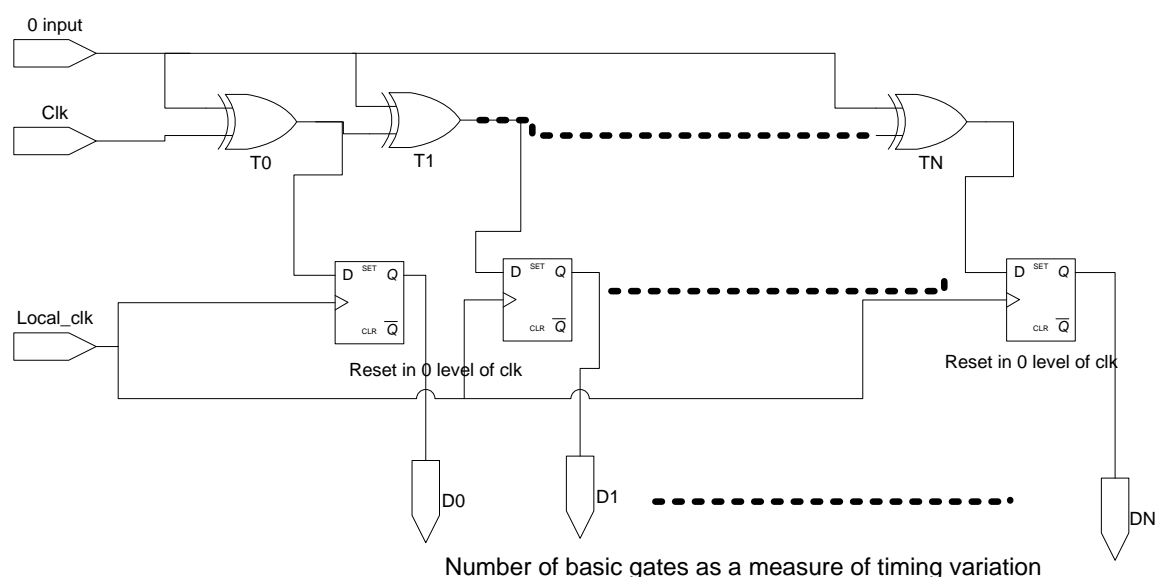 0 input
Clk
T0
T1
TN
D SET Q
CLR Q
D SET Q
CLR Q
D SET Q
CLR Q
Local_clk
Reset in 0 level of clk
Reset in 0 level of clk
D0
D1
DN
Number of basic gates as a measure of timing variation